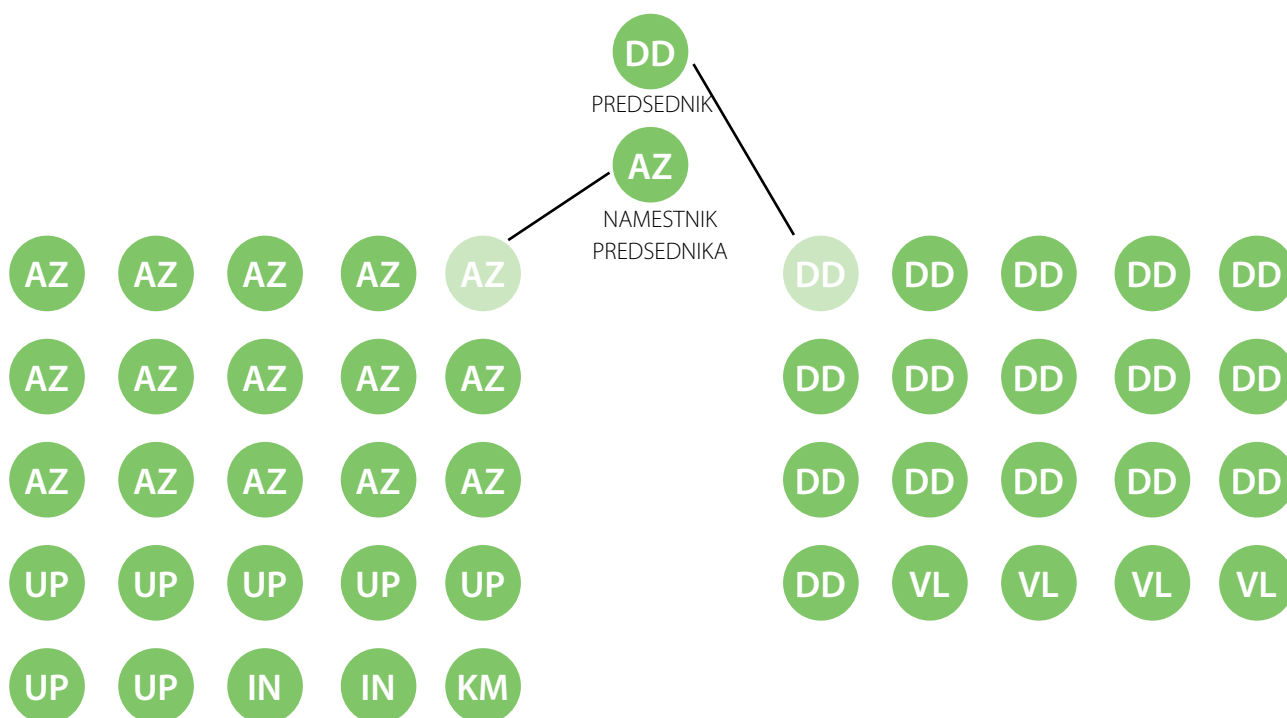 DD
PREDSEDNIK
AZ
NAMESTNIK
PREDSEDNIKA
AZ AZ AZ AZ AZ DD DD DD DD DD
AZ AZ AZ AZ AZ DD DD DD DD DD
AZ AZ AZ AZ AZ DD DD DD DD DD
UP UP UP UP UP DD VL VL VL VL
UP UP IN IN KM